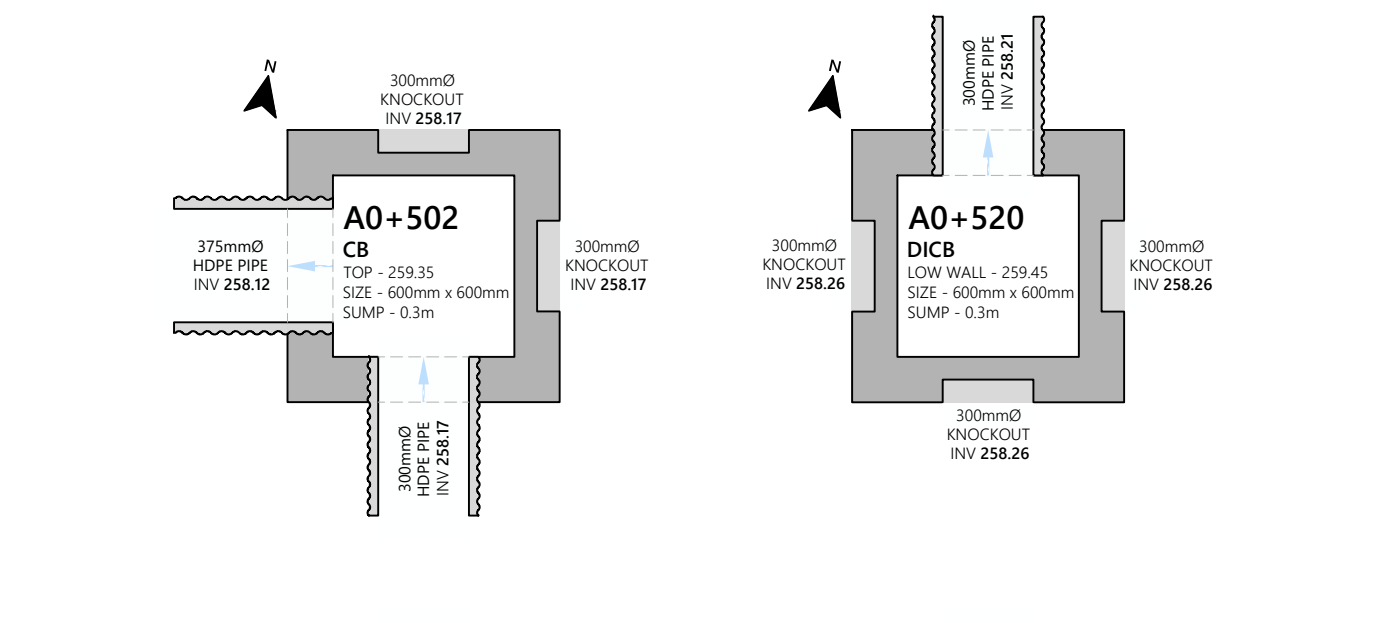 N
300mmØ
KNOCKOUT
INV 258.17
375mmØ
HDPE PIPE
INV 258.12
A0+502
CB
TOP - 259.35
SIZE - 600mm x 600mm
SUMP - 0.3m
300mmØ
KNOCKOUT
INV 258.17
300mmØ
HDPE PIPE
INV 258.17
N
300mmØ
HDPE PIPE
INV 258.21
300mmØ
KNOCKOUT
INV 258.26
A0+520
DICB
LOW WALL - 259.45
SIZE - 600mm x 600mm
SUMP - 0.3m
300mmØ
KNOCKOUT
INV 258.26
300mmØ
KNOCKOUT
INV 258.26